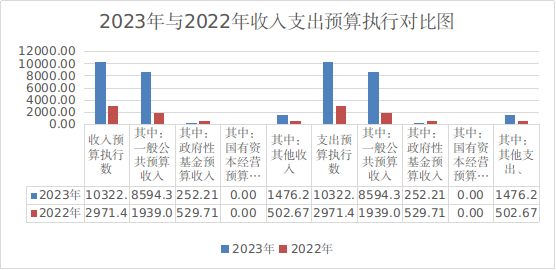 2023年与2022年收入支出预算执行对比图
12000.00
10000.00
8000.00
6000.00
4000.00
2000.00
0.00
收入预算执行数
其中：一般公共预算收入
其中：政府性基金预算收入
其中：国有资本经营预算…
其中：其他收入
支出预算执行数
其中：一般公共预算收入
其中：政府性基金预算收入
其中：国有资本经营预算…
其中：其他支出、
2023年 10322. 8594.3 252.21 0.00 1476.2 10322. 8594.3 252.21 0.00 1476.2
2022年 2971.4 1939.0 529.71 0.00 502.67 2971.4 1939.0 529.71 0.00 502.67
2023年 2022年